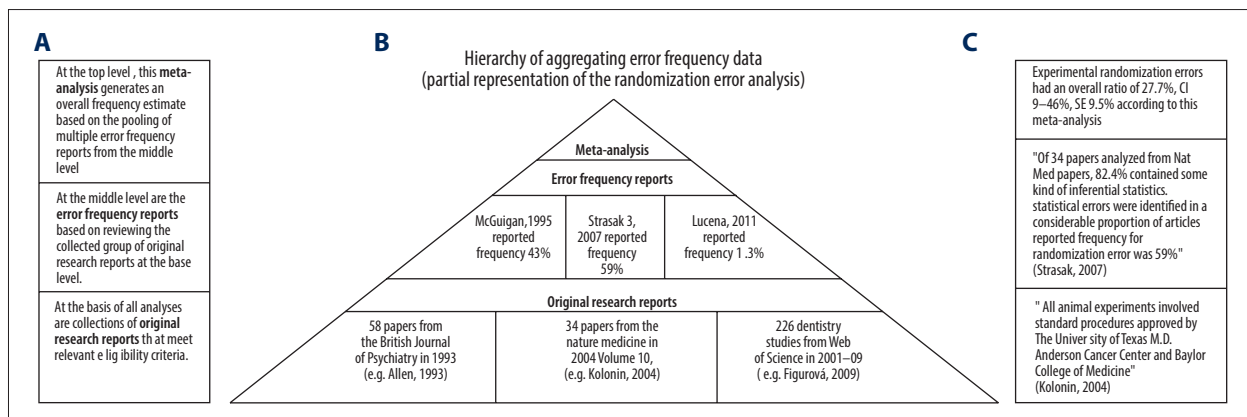 A
At the top level , this meta-
analysis generates an
overall frequency estimate
based on the pooling of
multiple error frequency
reports from the middle
level
At the middle level are the
error frequency reports
based on reviewing the
collected group of original
research reports at the base
level.
At the basis of all analyses
are collections of original
research reports th at meet
relevant e lig ibility criteria.
B
Hierarchy of aggregating error frequency data
(partial representation of the randomization error analysis)
Meta-analysis
Error frequency reports
McGuigan,1995
reported
frequency 43%
Strasak 3,
2007 reported
frequency
59%
Lucena, 2011
reported
frequency 1 .3%
Original research reports
58 papers from
the British Journal
of Psychiatry in 1993
(e.g. Allen, 1993)
34 papers from the
nature medicine in
2004 Volume 10,
(e.g. Kolonin, 2004)
226 dentistry
studies from Web
of Science in 2001–09
( e.g. Figurová, 2009)
C
Experimental randomization errors
had an overall ratio of 27.7%, CI
9–46%, SE 9.5% according to this
meta-analysis
"Of 34 papers analyzed from Nat
Med papers, 82.4% contained some
kind of inferential statistics.
statistical errors were identified in a
considerable proportion of articles
reported frequency for
randomization error was 59%"
(Strasak, 2007)
" All animal experiments involved
standard procedures approved by
The Univer sity of Texas M.D.
Anderson Cancer Center and Baylor
College of Medicine"
(Kolonin, 2004)